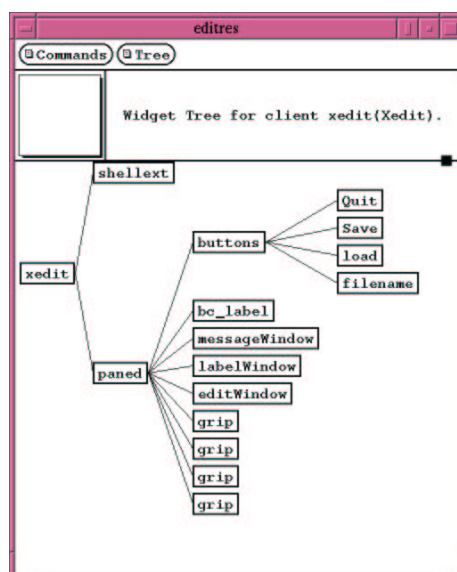 editres
Commands Tree
Widget Tree for client xedit(Xedit).
shellext
Quit
Save
buttons
load
xedit
filename
bc_label
messageWindow
labelWindow
paned
editWindow
grip
grip
grip
grip